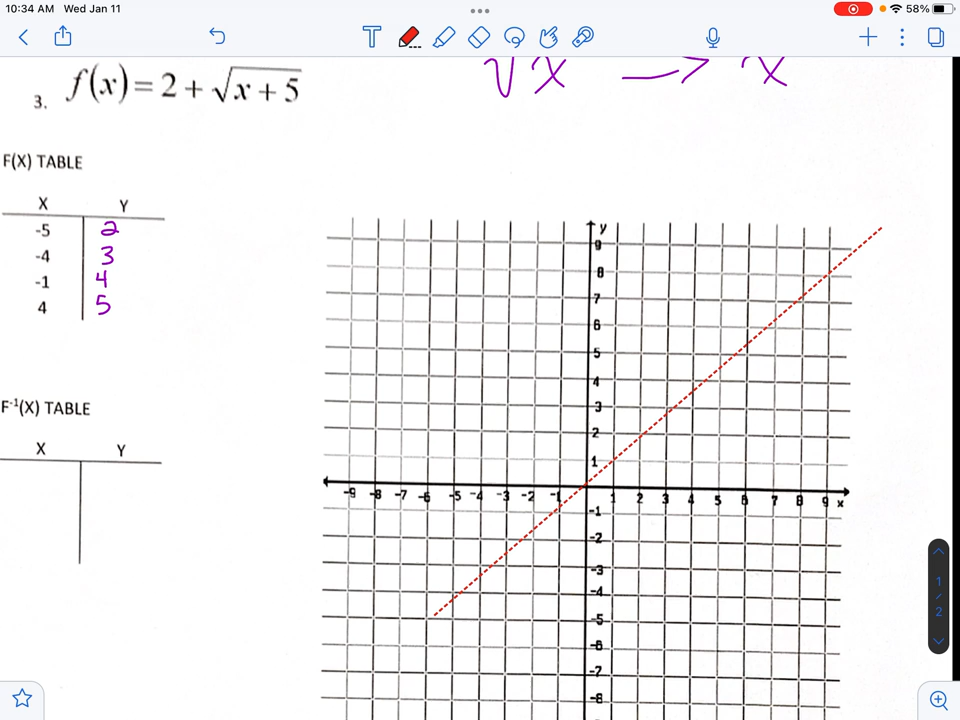 10:34 AM Wed Jan 11
58%
T
√x → x
3. f(x) = 2 + √x + 5
F(X) TABLE
X Y
-5 2
-4 3
-1 4
4 5
F⁻¹(X) TABLE
X Y
y
9
8
7
6
5
4
3
2
1
-9 -8 -7 -6 -5 -4 -3 -2 -1 1 2 3 4 5 6 7 8 9 x
-1
-2
-3
-4
-5
-6
-7
-8
1
/
2